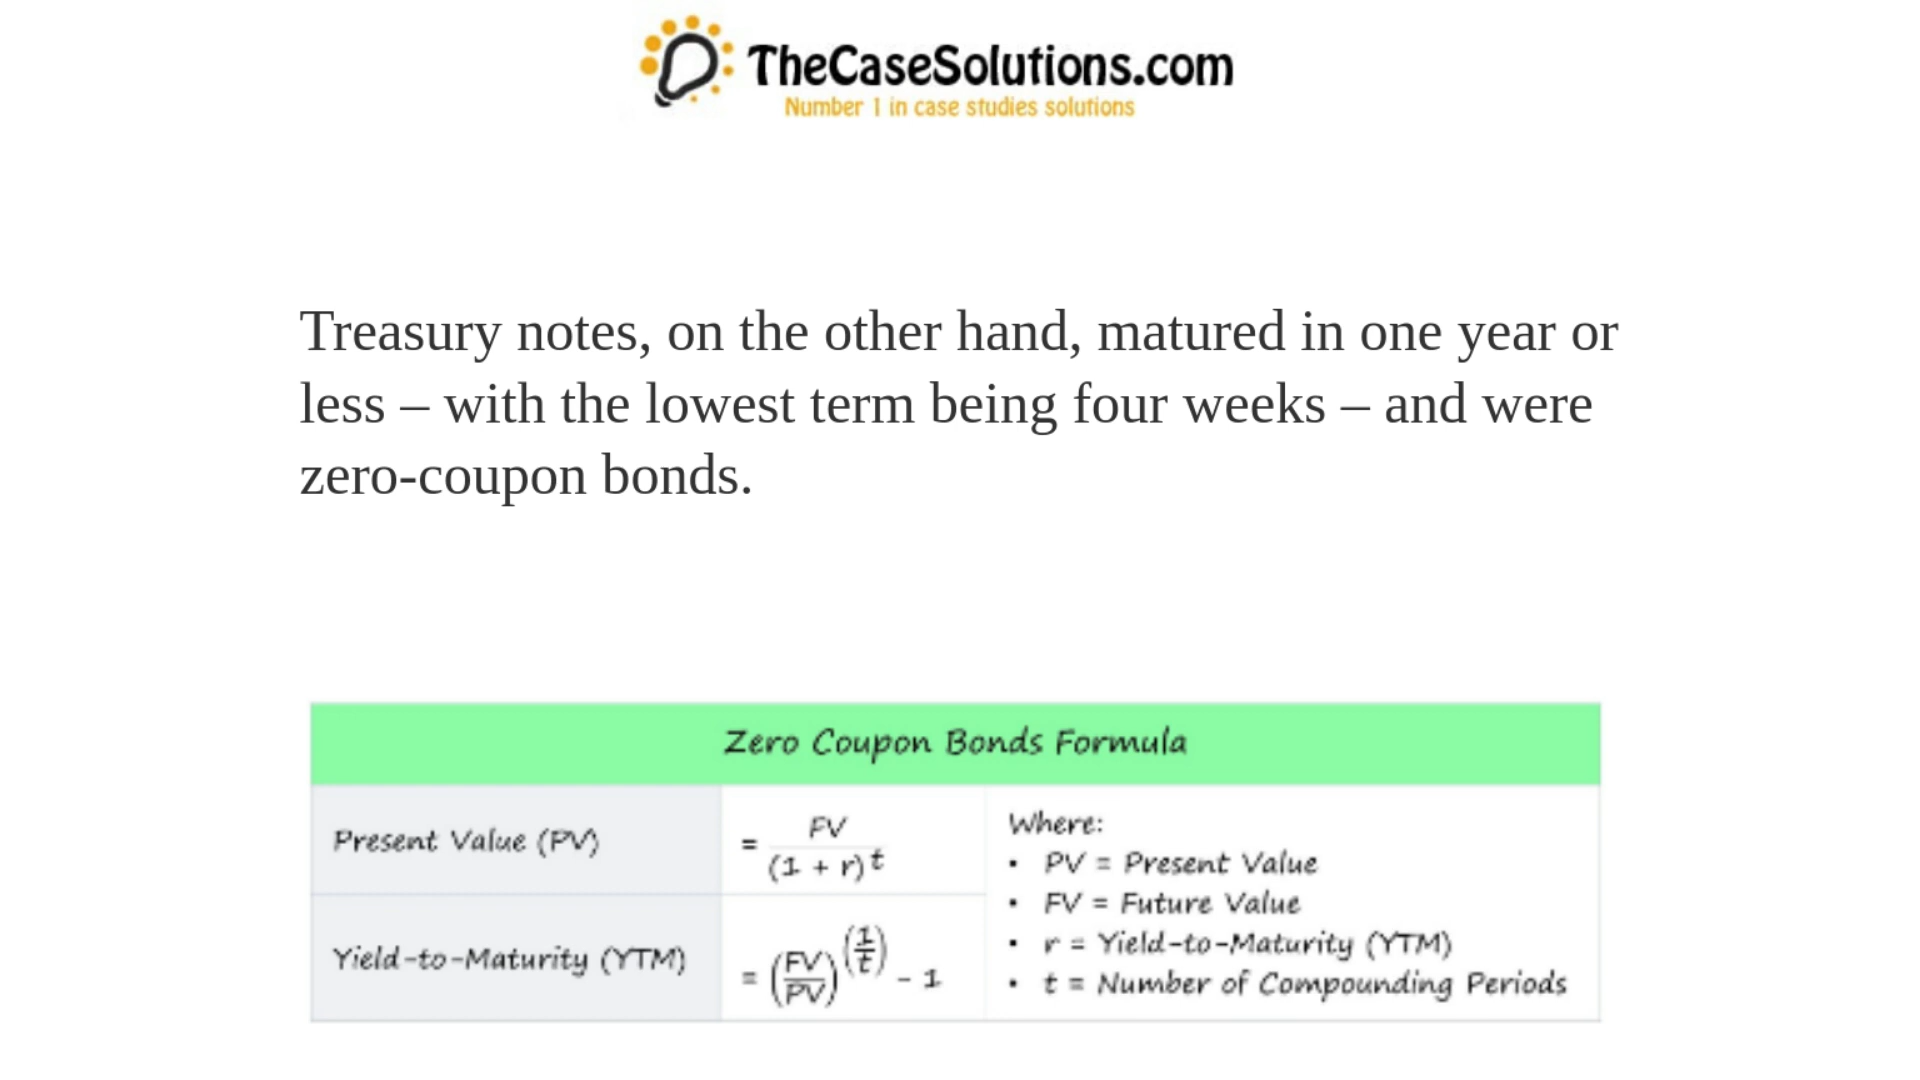 TheCaseSolutions.com
Number 1 in case studies solutions
Treasury notes, on the other hand, matured in one year or
less – with the lowest term being four weeks – and were
zero-coupon bonds.
Zero Coupon Bonds Formula
Present Value (PV)
= FV / (1 + r)^t
Yield-to-Maturity (YTM)
= (FV/PV)^(1/t) - 1
Where:
• PV = Present Value
• FV = Future Value
• r = Yield-to-Maturity (YTM)
• t = Number of Compounding Periods